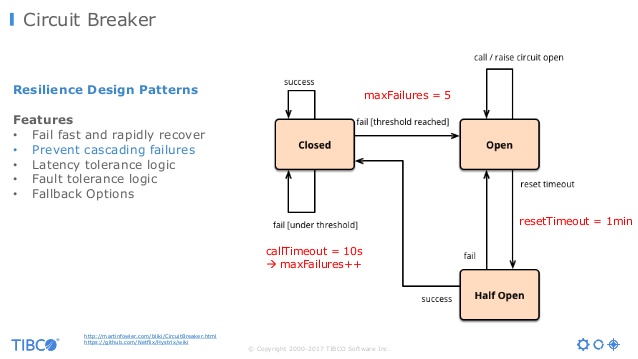 Circuit Breaker
Resilience Design Patterns
Features
• Fail fast and rapidly recover
• Prevent cascading failures
• Latency tolerance logic
• Fault tolerance logic
• Fallback Options
call / raise circuit open
success
maxFailures = 5
fail [threshold reached]
Closed
Open
reset timeout
fail [under threshold]
resetTimeout = 1min
callTimeout = 10s
→ maxFailures++
fail
success
Half Open
TIBCO
http://martinfowler.com/bliki/CircuitBreaker.html
https://github.com/Netflix/Hystrix/wiki
© Copyright 2000-2017 TIBCO Software Inc.